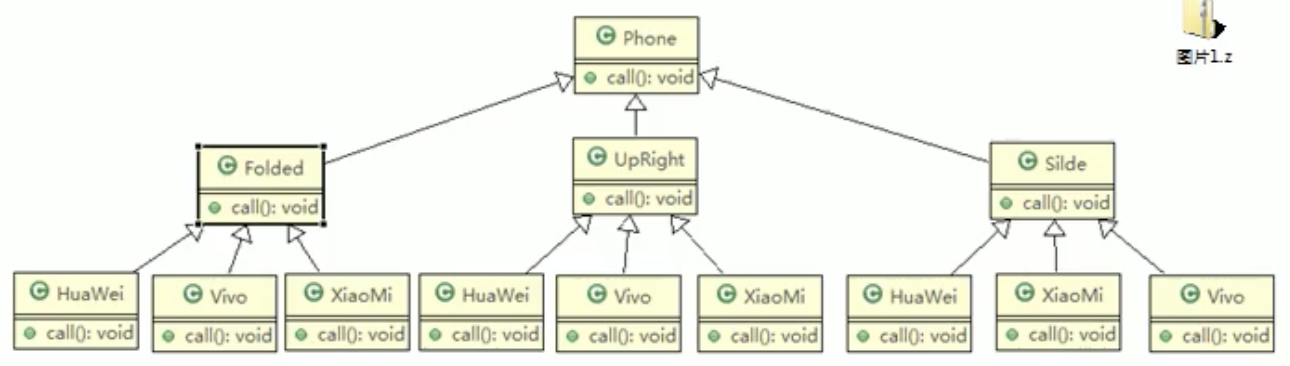 Phone
call(): void
图片1.z
Folded
call(): void
UpRight
call(): void
Silde
call(): void
HuaWei
call(): void
Vivo
call(): void
XiaoMi
call(): void
HuaWei
call(): void
Vivo
call(): void
XiaoMi
call(): void
HuaWei
call(): void
XiaoMi
call(): void
Vivo
call(): void